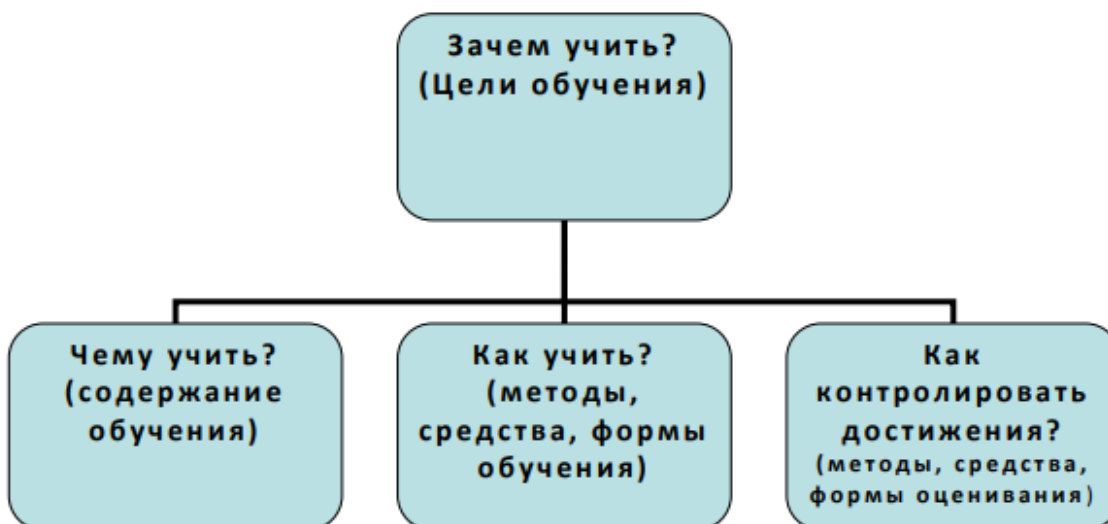 Зачем учить?
(Цели обучения)
Чему учить?
(содержание
обучения)
Как учить?
(методы,
средства, формы
обучения)
Как
контролировать
достижения?
(методы, средства,
формы оценивания)